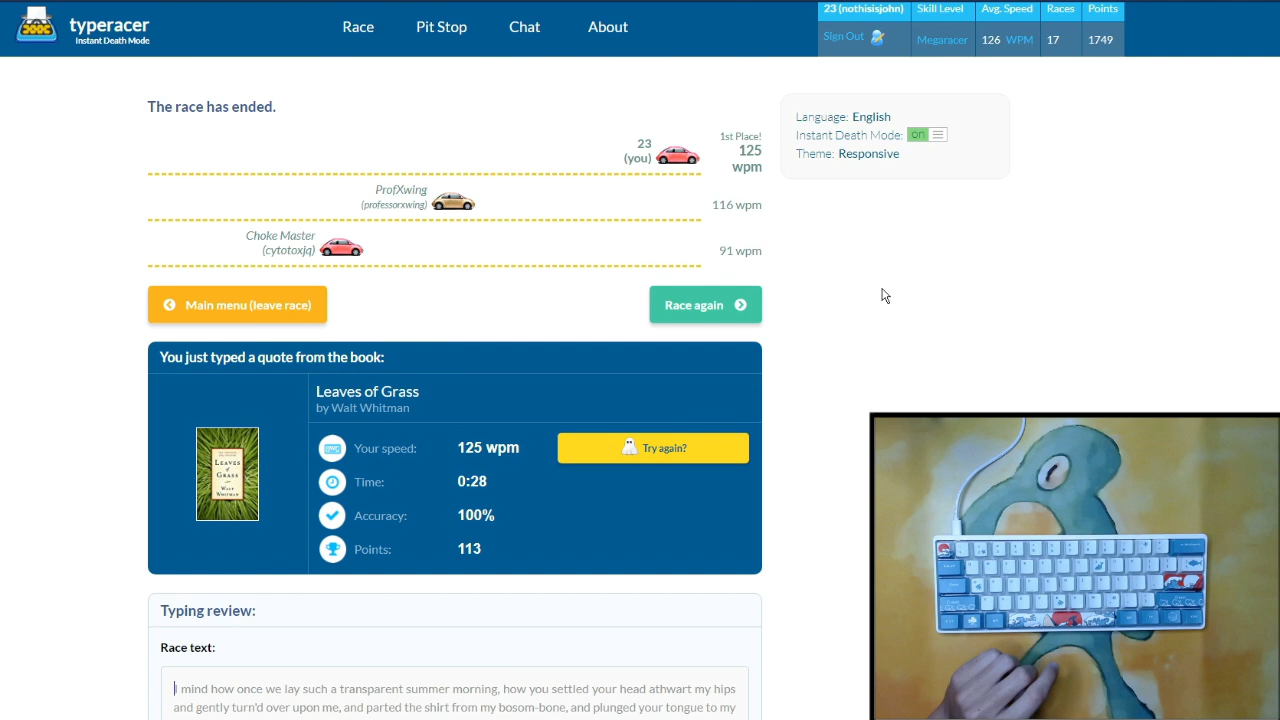 typeracer
Instant Death Mode
Race
Pit Stop
Chat
About
23 (nothisisjohn)
Skill Level
Avg. Speed
Races
Points
Sign Out
Megaracer
126 WPM
17
1749
The race has ended.
Language: English
Instant Death Mode: on
Theme: Responsive
23
(you)
1st Place!
125
wpm
ProfXwing
(professorxwing)
116 wpm
Choke Master
(cytotoxjq)
91 wpm
Main menu (leave race)
Race again
You just typed a quote from the book:
LEAVES
OF
GRASS
WALT
WHITMAN
Leaves of Grass
by Walt Whitman
Your speed:
125 wpm
Try again?
Time:
0:28
Accuracy:
100%
Points:
113
Typing review:
Race text:
I mind how once we lay such a transparent summer morning, how you settled your head athwart my hips
and gently turn'd over upon me, and parted the shirt from my bosom-bone, and plunged your tongue to my